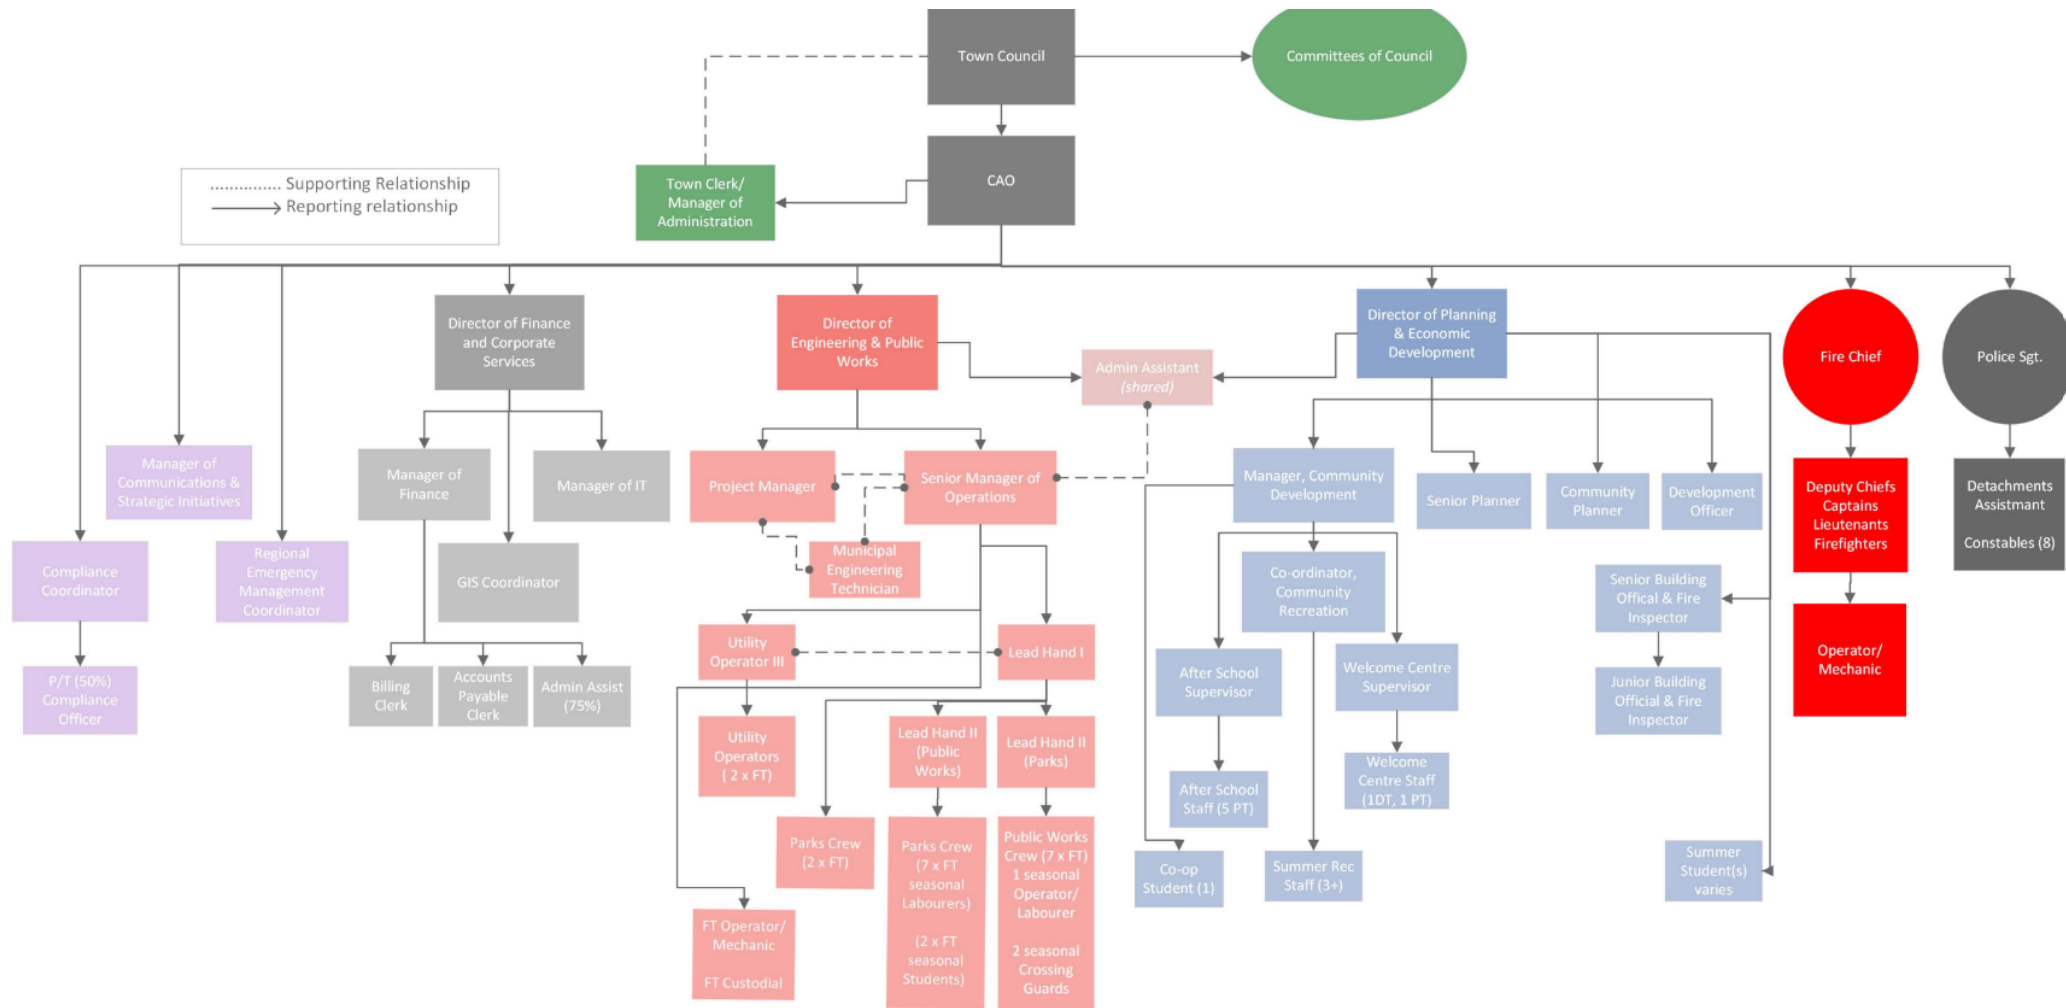 Town Council
Committees of Council
CAO
Town Clerk/
Manager of
Administration
Supporting Relationship
Reporting relationship
Director of Finance
and Corporate
Services
Director of
Engineering & Public
Works
Director of Planning
& Economic
Development
Fire Chief
Police Sgt.
Admin Assistant
(shared)
Manager of
Communications &
Strategic Initiatives
Manager of
Finance
Manager of IT
Project Manager
Senior Manager of
Operations
Manager, Community
Development
Senior Planner
Community
Planner
Development
Officer
Deputy Chiefs
Captains
Lieutenants
Firefighters
Detachments
Assistmant
Constables (8)
Compliance
Coordinator
Regional
Emergency
Management
Coordinator
GIS Coordinator
Municipal
Engineering
Technician
Co-ordinator,
Community
Recreation
Senior Building
Offical & Fire
Inspector
Operator/
Mechanic
P/T (50%)
Compliance
Officer
Billing
Clerk
Accounts
Payable
Clerk
Admin Assist
(75%)
Utility
Operator III
Lead Hand I
After School
Supervisor
Welcome Centre
Supervisor
Junior Building
Official & Fire
Inspector
Utility
Operators
( 2 x FT)
Lead Hand II
(Public
Works)
Lead Hand II
(Parks)
After School
Staff (5 PT)
Welcome
Centre Staff
(1DT, 1 PT)
Parks Crew
(2 x FT)
Parks Crew
(7 x FT
seasonal
Labourers)
(2 x FT
seasonal
Students)
Public Works
Crew (7 x FT)
1 seasonal
Operator/
Labourer
2 seasonal
Crossing
Guards
Co-op
Student (1)
Summer Rec
Staff (3+)
Summer
Student(s)
varies
FT Operator/
Mechanic
FT Custodial